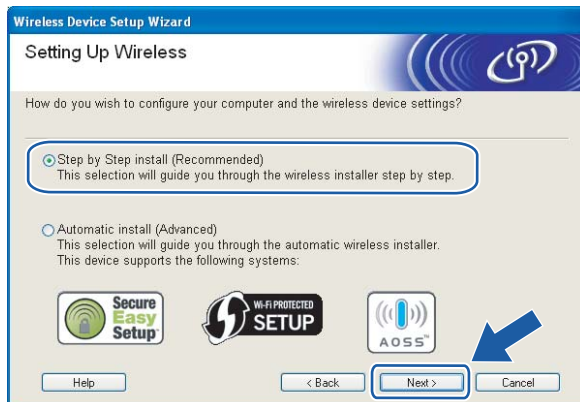 Wireless Device Setup Wizard
Setting Up Wireless
How do you wish to configure your computer and the wireless device settings?
Step by Step install (Recommended)
This selection will guide you through the wireless installer step by step.
Automatic install (Advanced)
This selection will guide you through the automatic wireless installer.
This device supports the following systems:
Secure
Easy
Setup™
Wi-Fi PROTECTED
SETUP
AOSS™
Help
< Back
Next >
Cancel